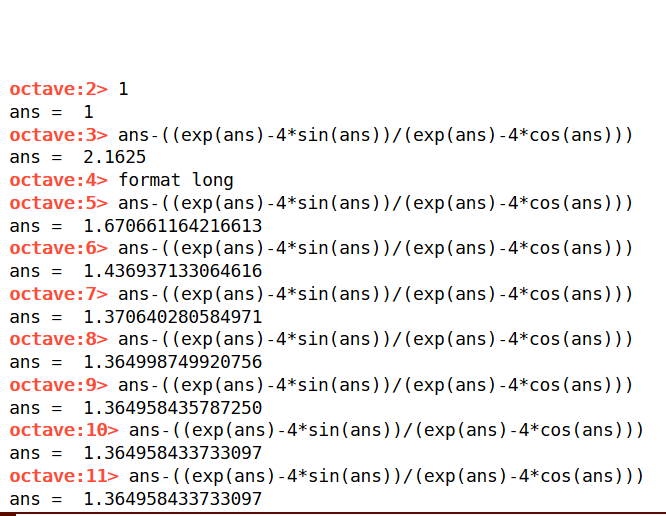 octave:2> 1
ans =  1
octave:3> ans-((exp(ans)-4*sin(ans))/(exp(ans)-4*cos(ans)))
ans =  2.1625
octave:4> format long
octave:5> ans-((exp(ans)-4*sin(ans))/(exp(ans)-4*cos(ans)))
ans =  1.670661164216613
octave:6> ans-((exp(ans)-4*sin(ans))/(exp(ans)-4*cos(ans)))
ans =  1.436937133064616
octave:7> ans-((exp(ans)-4*sin(ans))/(exp(ans)-4*cos(ans)))
ans =  1.370640280584971
octave:8> ans-((exp(ans)-4*sin(ans))/(exp(ans)-4*cos(ans)))
ans =  1.364998749920756
octave:9> ans-((exp(ans)-4*sin(ans))/(exp(ans)-4*cos(ans)))
ans =  1.364958435787250
octave:10> ans-((exp(ans)-4*sin(ans))/(exp(ans)-4*cos(ans)))
ans =  1.364958433733097
octave:11> ans-((exp(ans)-4*sin(ans))/(exp(ans)-4*cos(ans)))
ans =  1.364958433733097